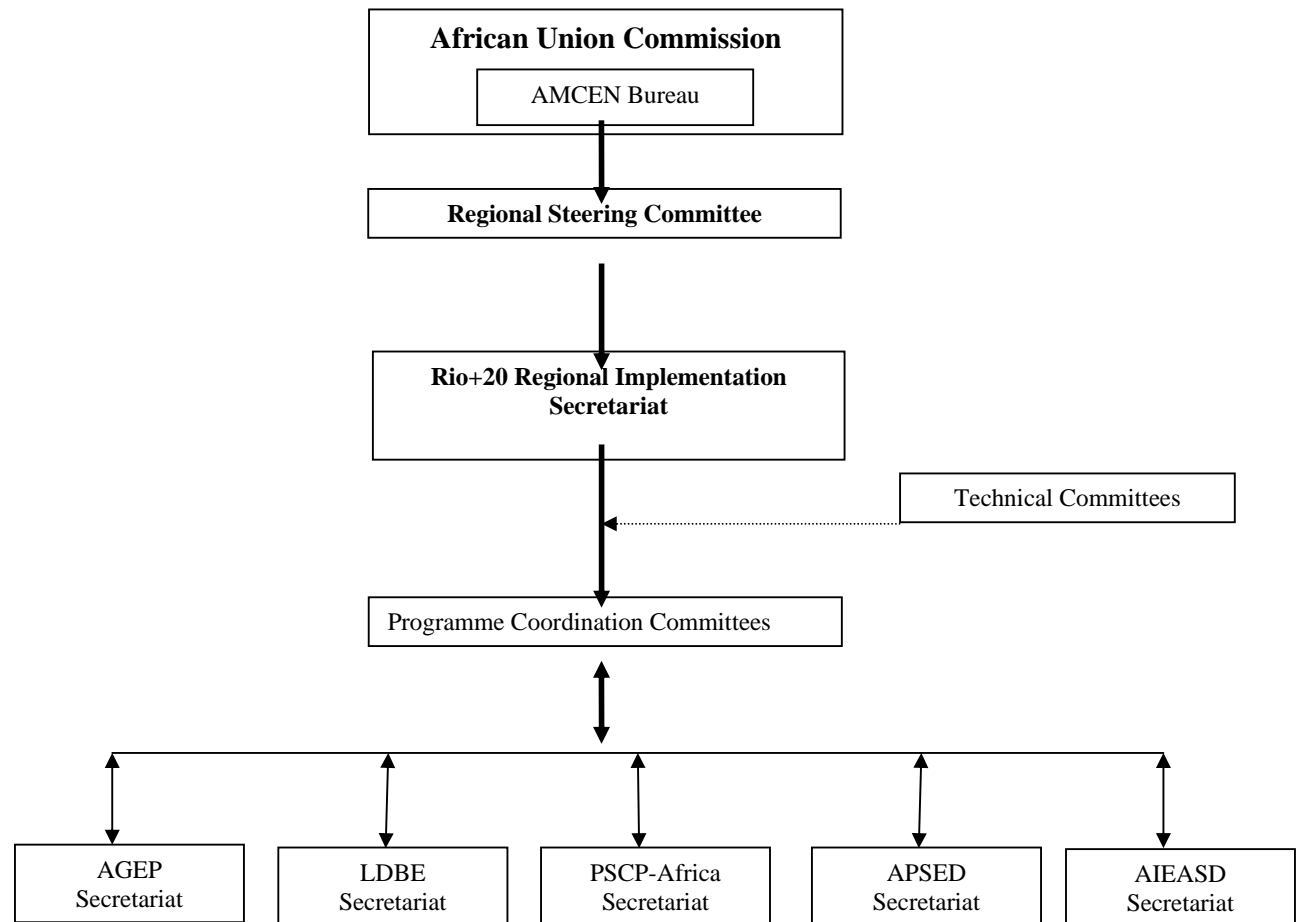 African Union Commission
AMCEN Bureau
Regional Steering Committee
Rio+20 Regional Implementation
Secretariat
Technical Committees
Programme Coordination Committees
AGEP
Secretariat
LDBE
Secretariat
PSCP-Africa
Secretariat
APSED
Secretariat
AIEASD
Secretariat